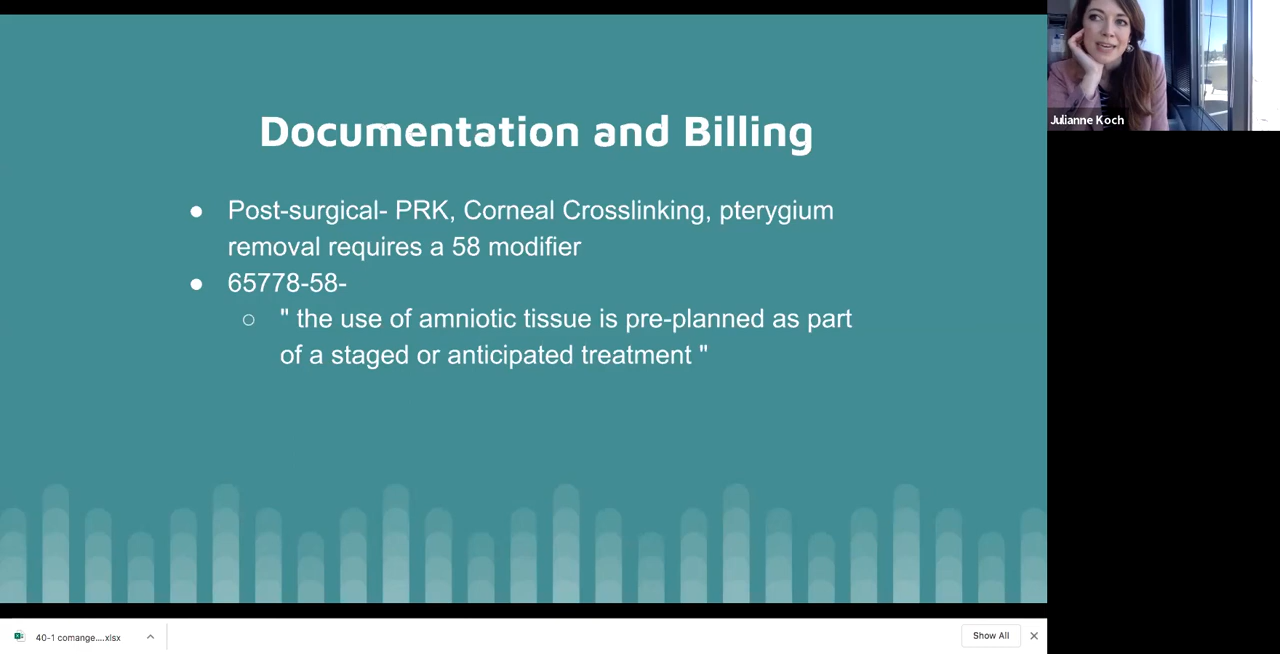 Documentation and Billing
● Post-surgical- PRK, Corneal Crosslinking, pterygium
removal requires a 58 modifier
● 65778-58-
○ " the use of amniotic tissue is pre-planned as part
of a staged or anticipated treatment "
Julianne Koch
40-1 comange....xlsx
Show All